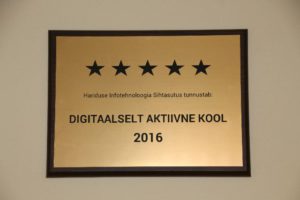 Hariduse Infotehnoloogia Sihtasutus tunnustab:
DIGITAALSELT AKTIIVNE KOOL
2016